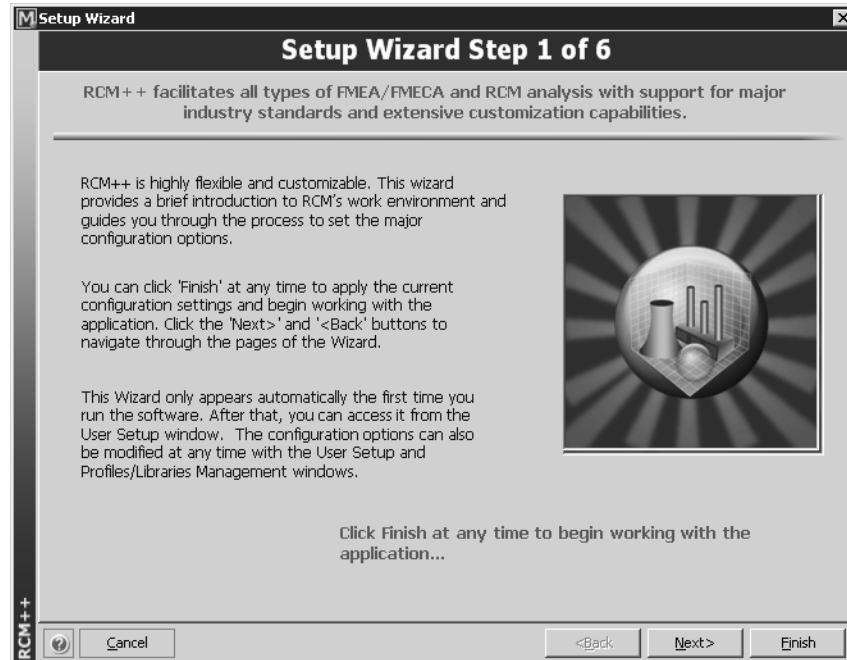 Setup Wizard
Setup Wizard Step 1 of 6
RCM++ facilitates all types of FMEA/FMECA and RCM analysis with support for major
industry standards and extensive customization capabilities.
RCM++ is highly flexible and customizable. This wizard
provides a brief introduction to RCM's work environment and
guides you through the process to set the major
configuration options.
You can click 'Finish' at any time to apply the current
configuration settings and begin working with the
application. Click the 'Next>' and '<Back' buttons to
navigate through the pages of the Wizard.
This Wizard only appears automatically the first time you
run the software. After that, you can access it from the
User Setup window. The configuration options can also
be modified at any time with the User Setup and
Profiles/Libraries Management windows.
Click Finish at any time to begin working with the
application...
RCM++
? Cancel <Back Next> Finish